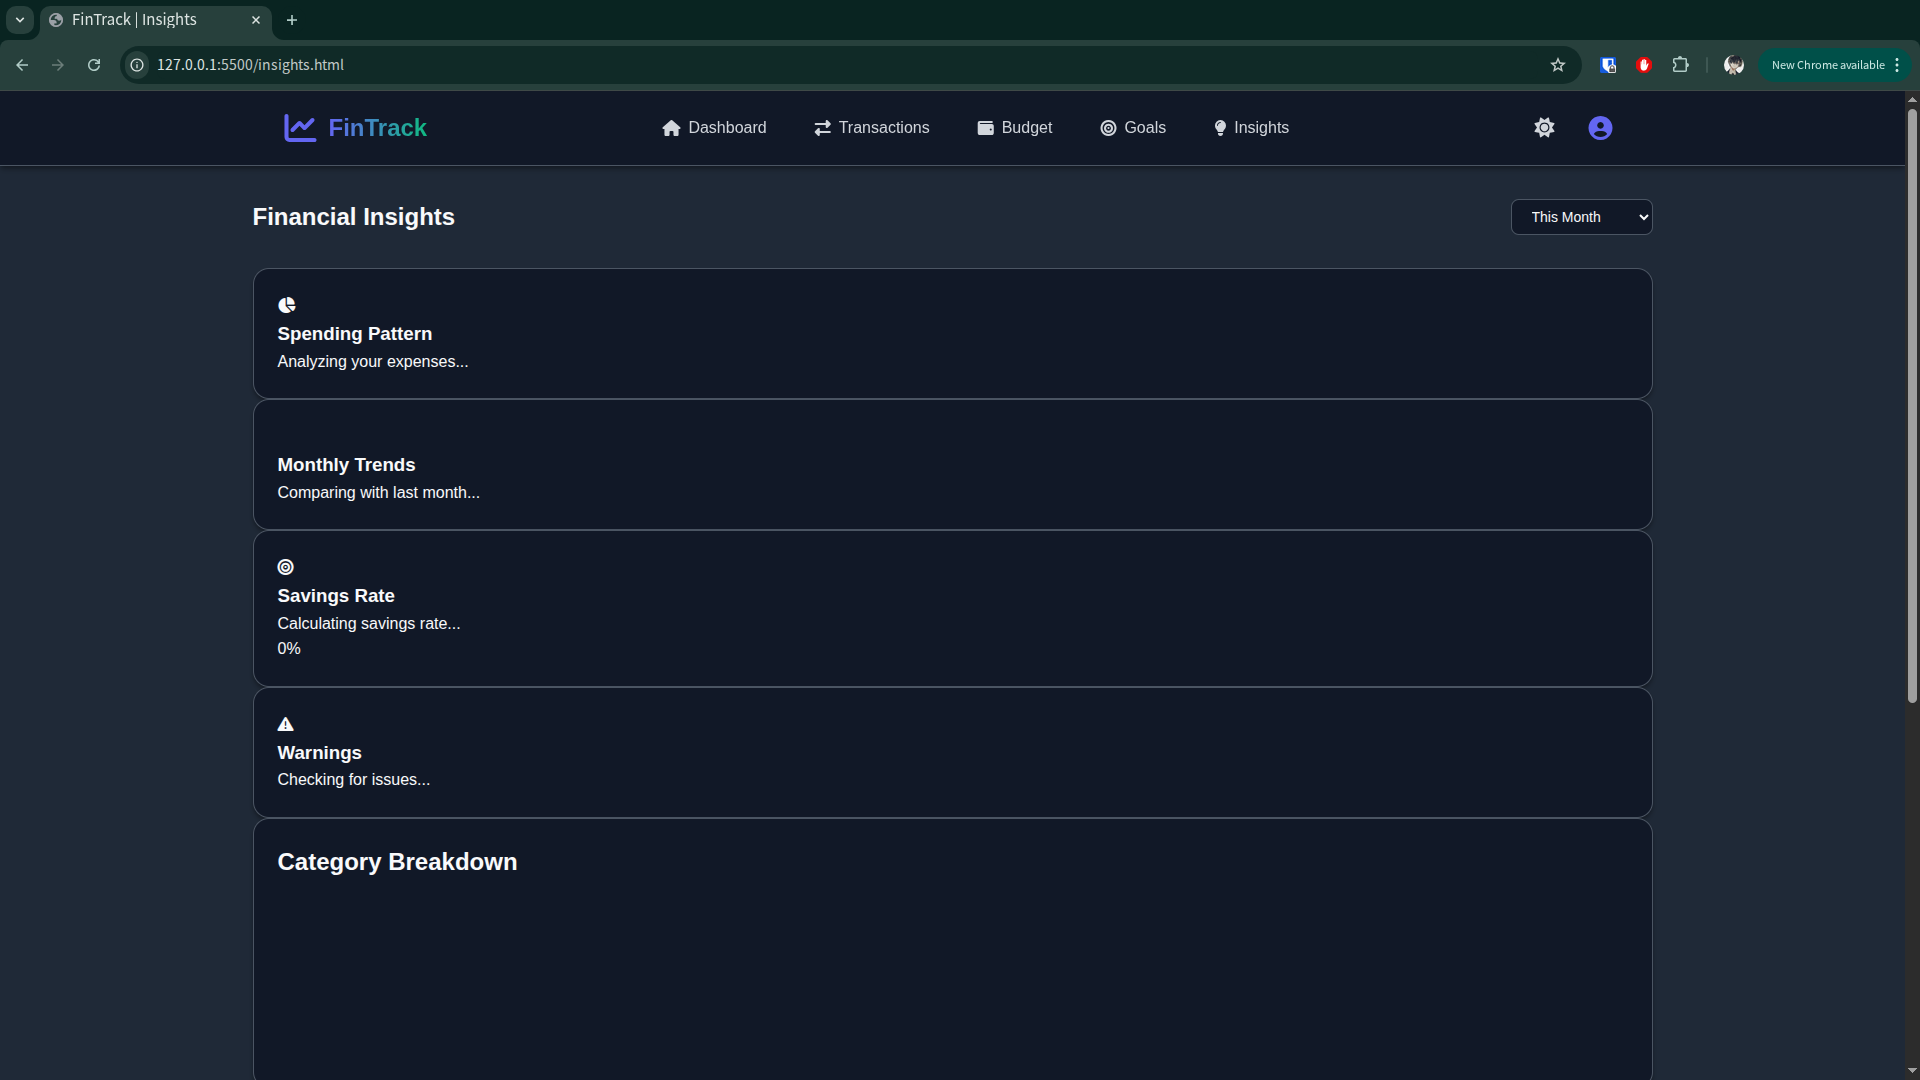 FinTrack | Insights
127.0.0.1:5500/insights.html
New Chrome available
FinTrack
Dashboard
Transactions
Budget
Goals
Insights
Financial Insights
This Month
Spending Pattern
Analyzing your expenses...
Monthly Trends
Comparing with last month...
Savings Rate
Calculating savings rate...
0%
Warnings
Checking for issues...
Category Breakdown